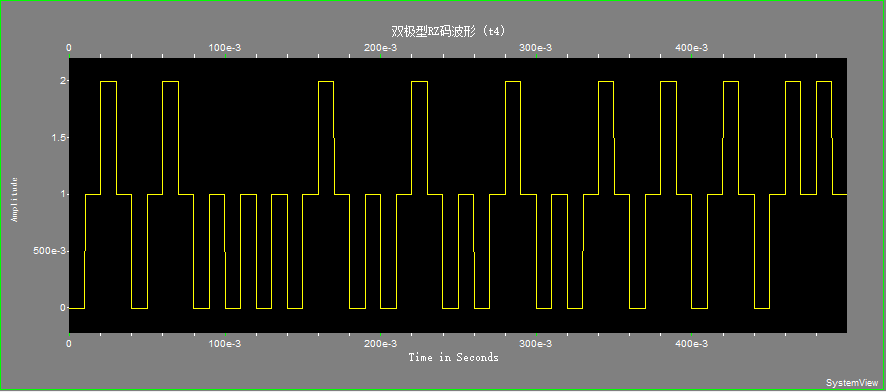 双极型RZ码波形 (t4)
0 100e-3 200e-3 300e-3 400e-3
2
1.5
1
500e-3
0
Amplitude
0 100e-3 200e-3 300e-3 400e-3
Time in Seconds
SystemView